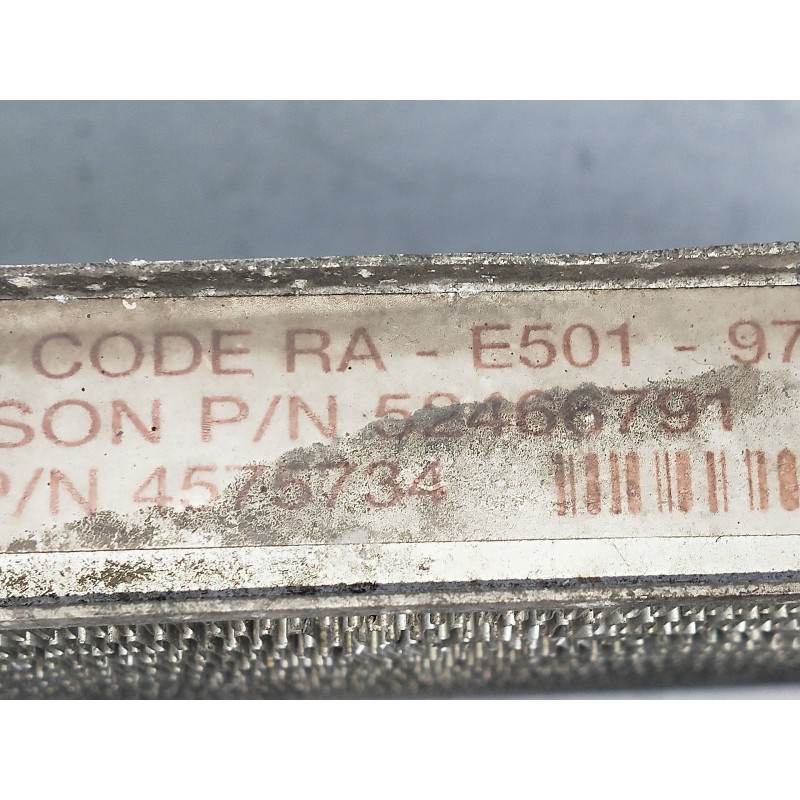 CODE RA - E501 - 97
SON P/N 52466791
P/N 4575734